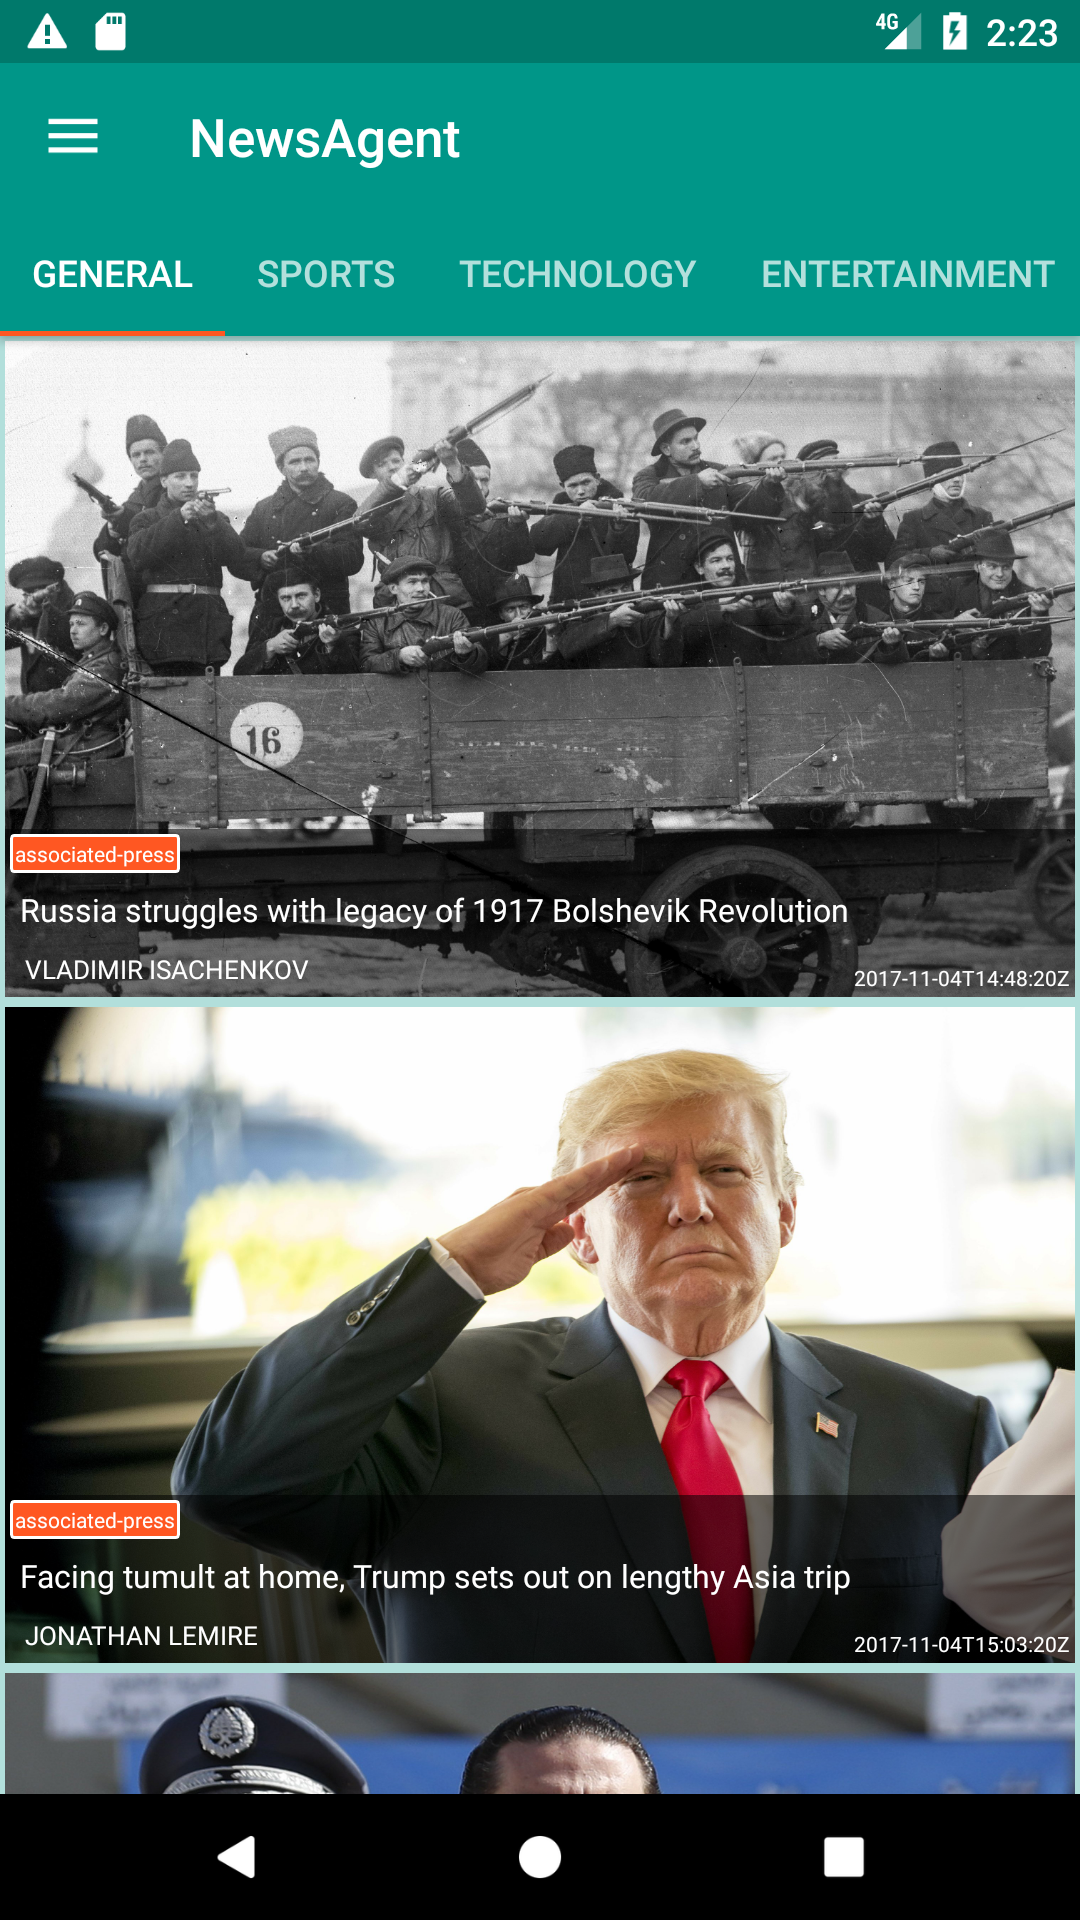 4G 2:23
NewsAgent
GENERAL SPORTS TECHNOLOGY ENTERTAINMENT
16
associated-press
Russia struggles with legacy of 1917 Bolshevik Revolution
VLADIMIR ISACHENKOV
2017-11-04T14:48:20Z
associated-press
Facing tumult at home, Trump sets out on lengthy Asia trip
JONATHAN LEMIRE
2017-11-04T15:03:20Z